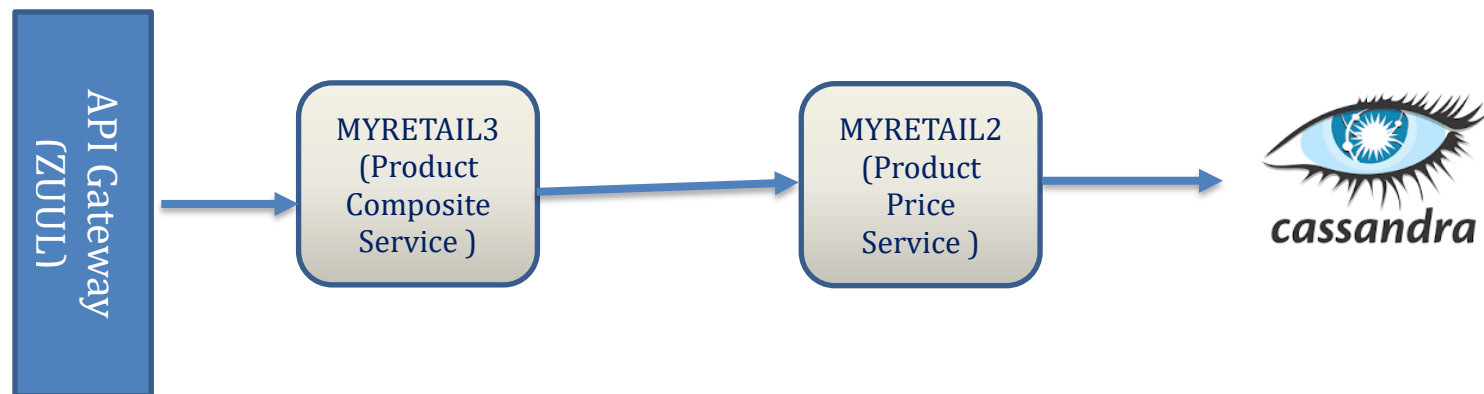 API Gateway
(ZUUL)
MYRETAIL3
(Product
Composite
Service )
MYRETAIL2
(Product
Price
Service )
cassandra